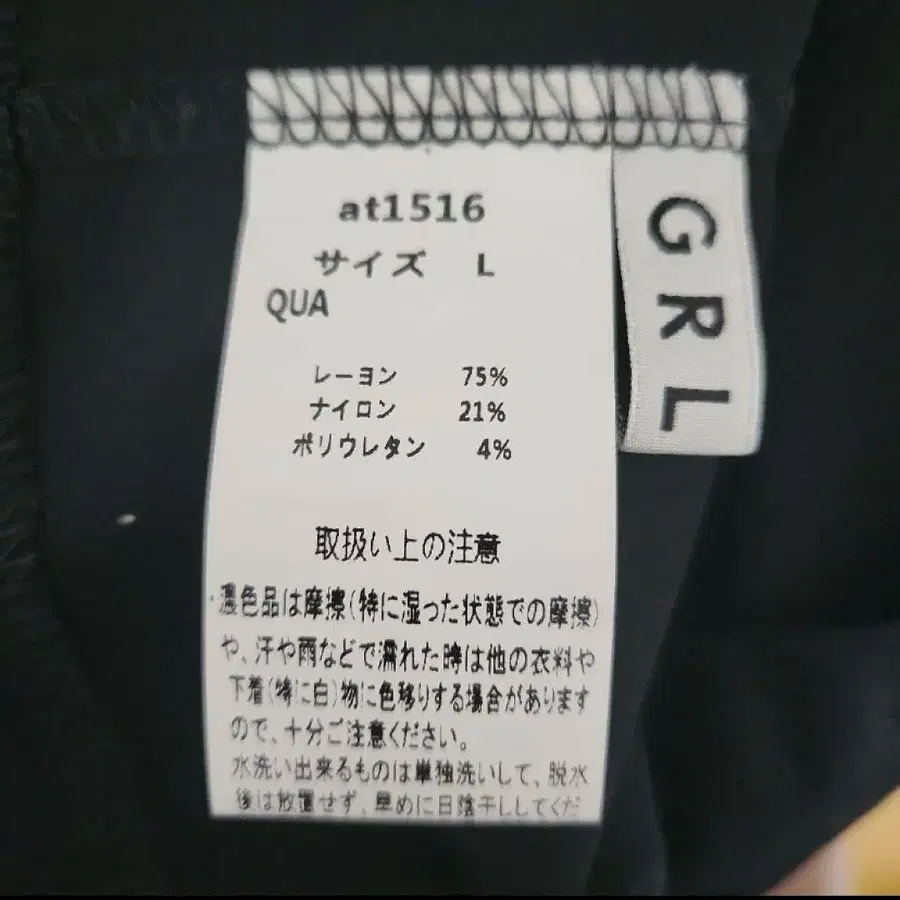 at1516
サイズ L
QUA
レーヨン 75%
ナイロン 21%
ポリウレタン 4%
取扱い上の注意
・濃色品は摩擦(特に湿った状態での摩擦)
や、汗や雨などで濡れた時は他の衣料や
下着(特に白)物に色移りする場合があります
ので、十分ご注意ください。
水洗い出来るものは単独洗いして、脱水
後は放置せず、早めに日陰干ししてくだ
GRL